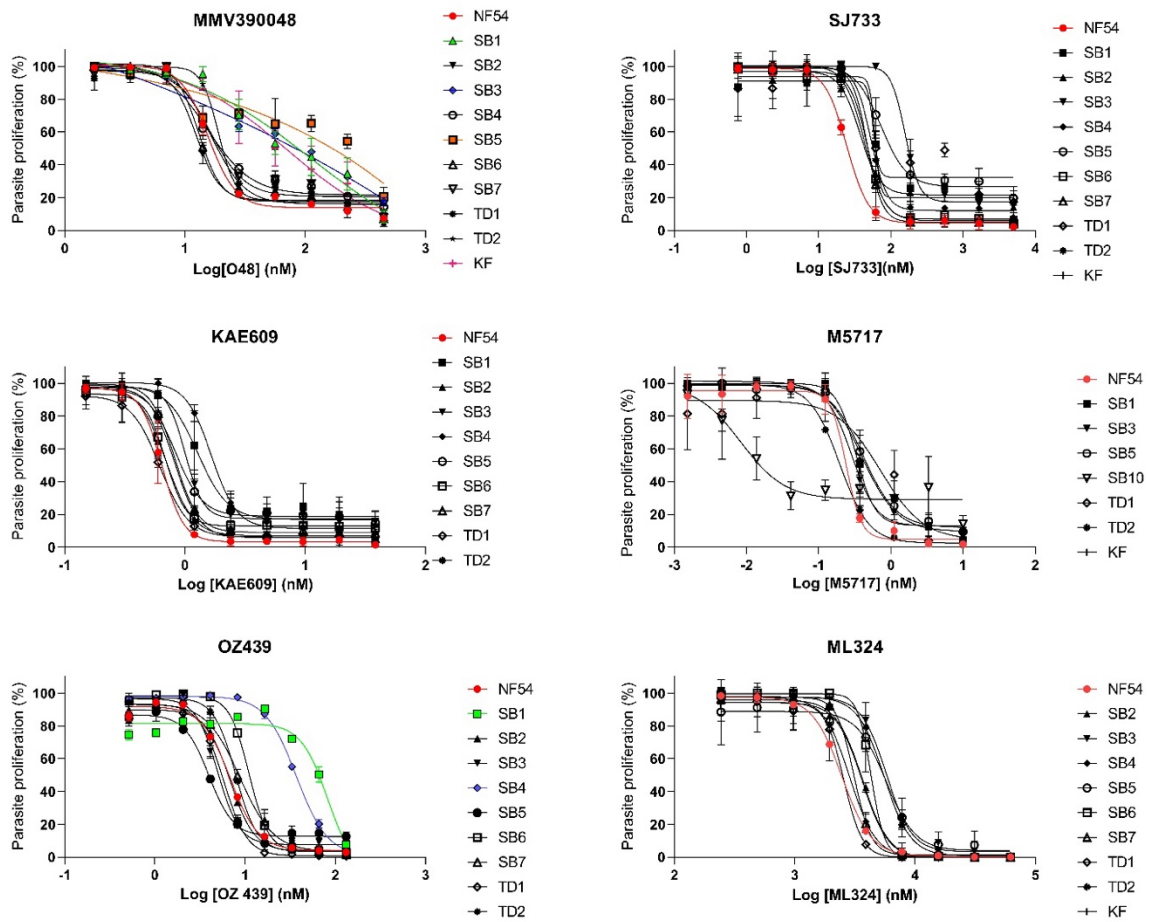 MMV390048
Parasite proliferation (%)
120
100
80
60
40
20
0
0
1
2
3
Log[O48] (nM)
NF54
SB1
SB2
SB3
SB4
SB5
SB6
SB7
TD1
TD2
KF
SJ733
Parasite proliferation (%)
120
100
80
60
40
20
0
-1
0
1
2
3
4
Log [SJ733](nM)
NF54
SB1
SB2
SB3
SB4
SB5
SB6
SB7
TD1
TD2
KF
KAE609
Parasite proliferation (%)
120
100
80
60
40
20
0
-1
0
1
2
Log [KAE609] (nM)
NF54
SB1
SB2
SB3
SB4
SB5
SB6
SB7
TD1
TD2
M5717
Parasite proliferation (%)
120
100
80
60
40
20
0
-3
-2
-1
0
1
2
Log [M5717] (nM)
NF54
SB1
SB3
SB5
SB10
TD1
TD2
KF
OZ439
Parasite proliferation (%)
120
100
80
60
40
20
0
-1
0
1
2
3
Log [OZ 439] (nM)
NF54
SB1
SB2
SB3
SB4
SB5
SB6
SB7
TD1
TD2
ML324
Parasite proliferation (%)
120
100
80
60
40
20
0
2
3
4
5
Log [ML324] (nM)
NF54
SB2
SB3
SB4
SB5
SB6
SB7
TD1
TD2
KF